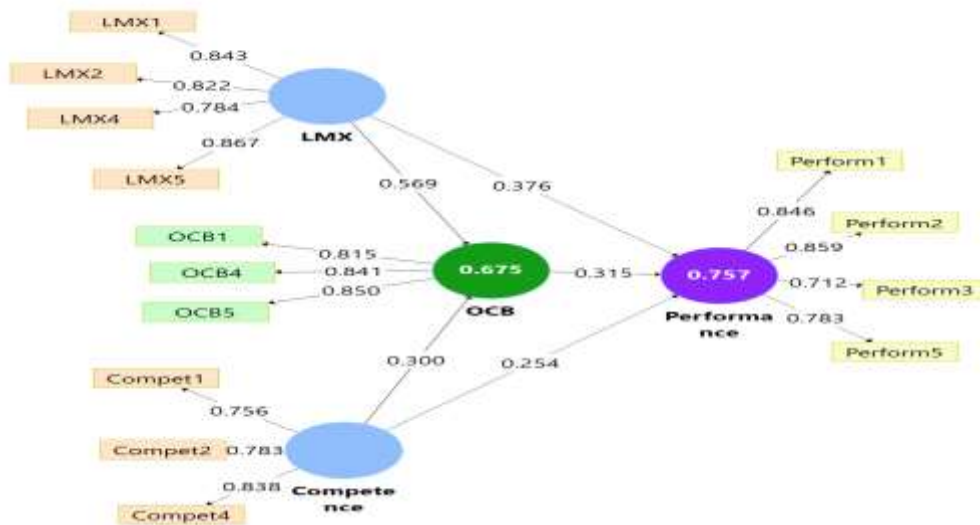 LMX1
0.843
LMX2
0.822
LMX4
0.784
0.867
LMX5
LMX
0.569
0.376
OCB1
0.815
OCB4
0.841
OCB5
0.850
0.675
OCB
0.315
0.757
Performa
nce
Perform1
0.846
Perform2
0.859
0.712
Perform3
0.783
Perform5
0.300
0.254
Compet1
0.756
Compet2
0.783
0.838
Compet4
Compete
nce